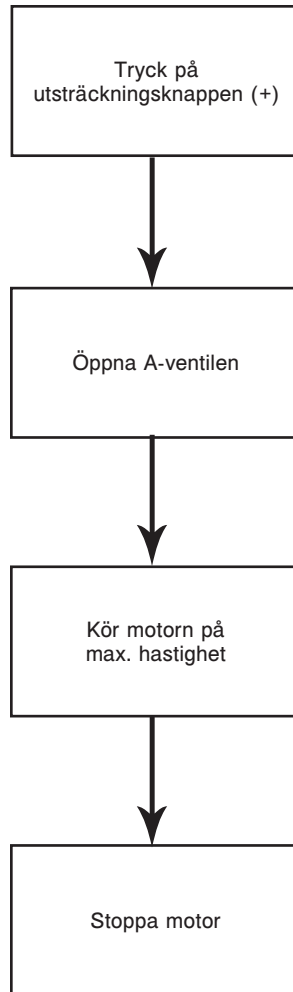 Tryck på
utsträckningsknappen (+)
Öppna A-ventilen
Kör motorn på
max. hastighet
Stoppa motor